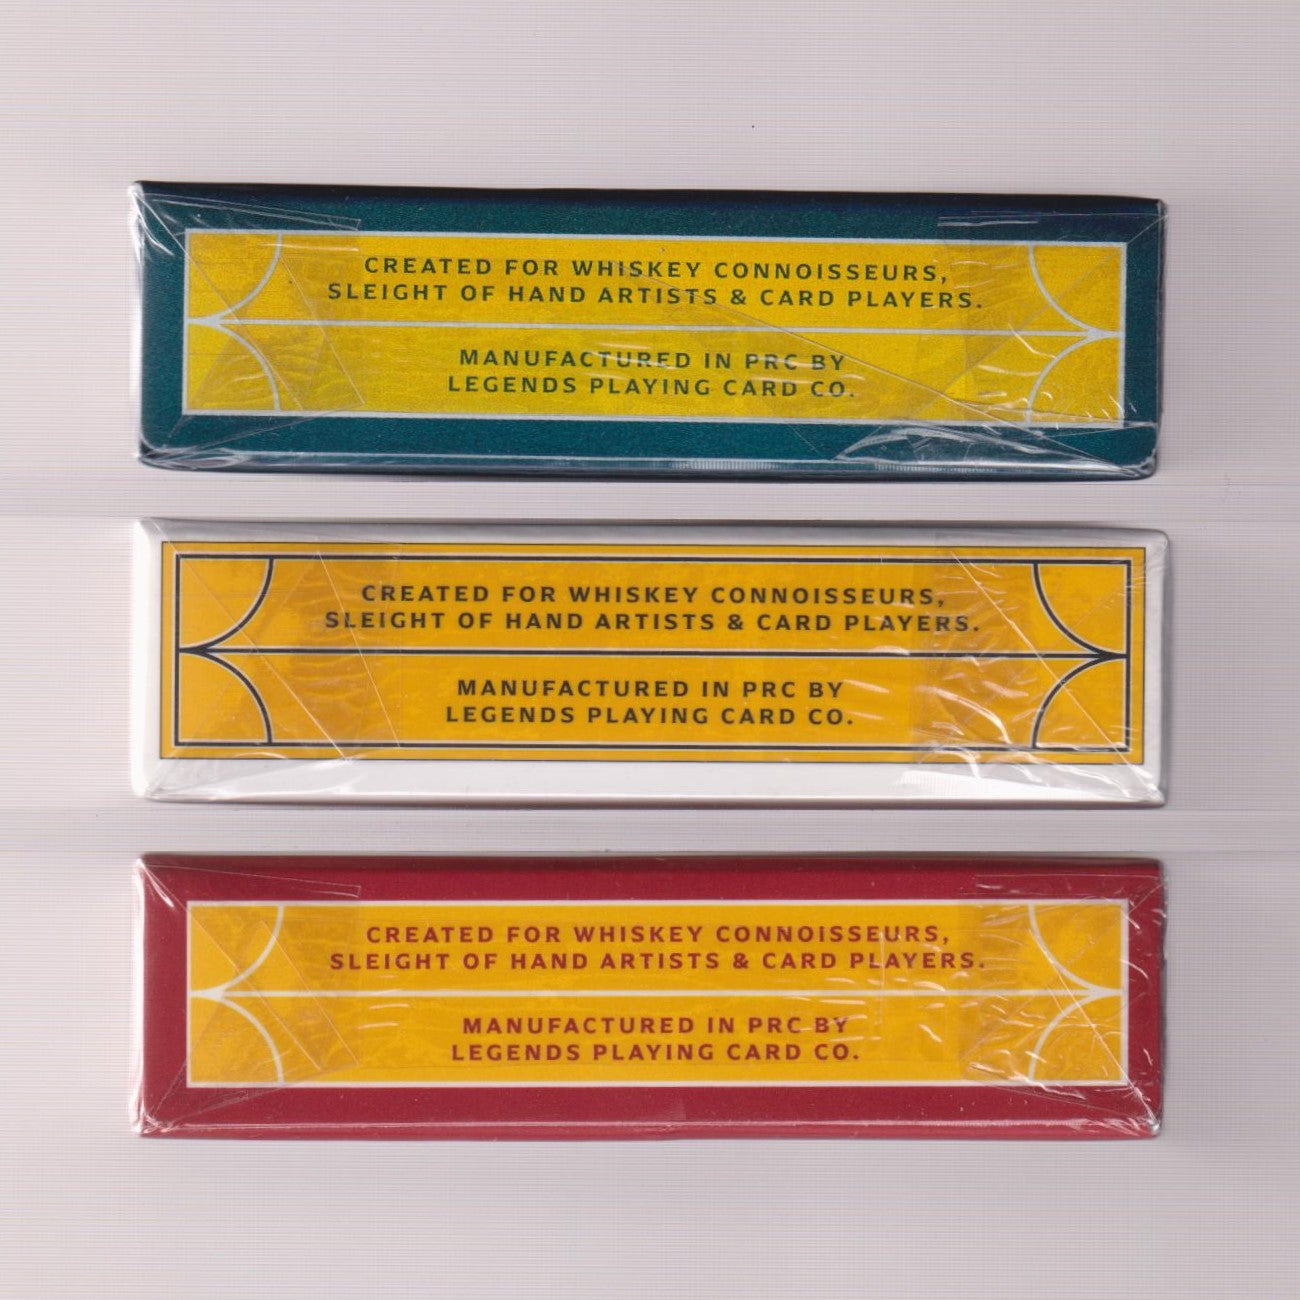 CREATED FOR WHISKEY CONNOISSEURS,
SLEIGHT OF HAND ARTISTS & CARD PLAYERS.
MANUFACTURED IN PRC BY
LEGENDS PLAYING CARD CO.
CREATED FOR WHISKEY CONNOISSEURS,
SLEIGHT OF HAND ARTISTS & CARD PLAYERS.
MANUFACTURED IN PRC BY
LEGENDS PLAYING CARD CO.
CREATED FOR WHISKEY CONNOISSEURS,
SLEIGHT OF HAND ARTISTS & CARD PLAYERS.
MANUFACTURED IN PRC BY
LEGENDS PLAYING CARD CO.